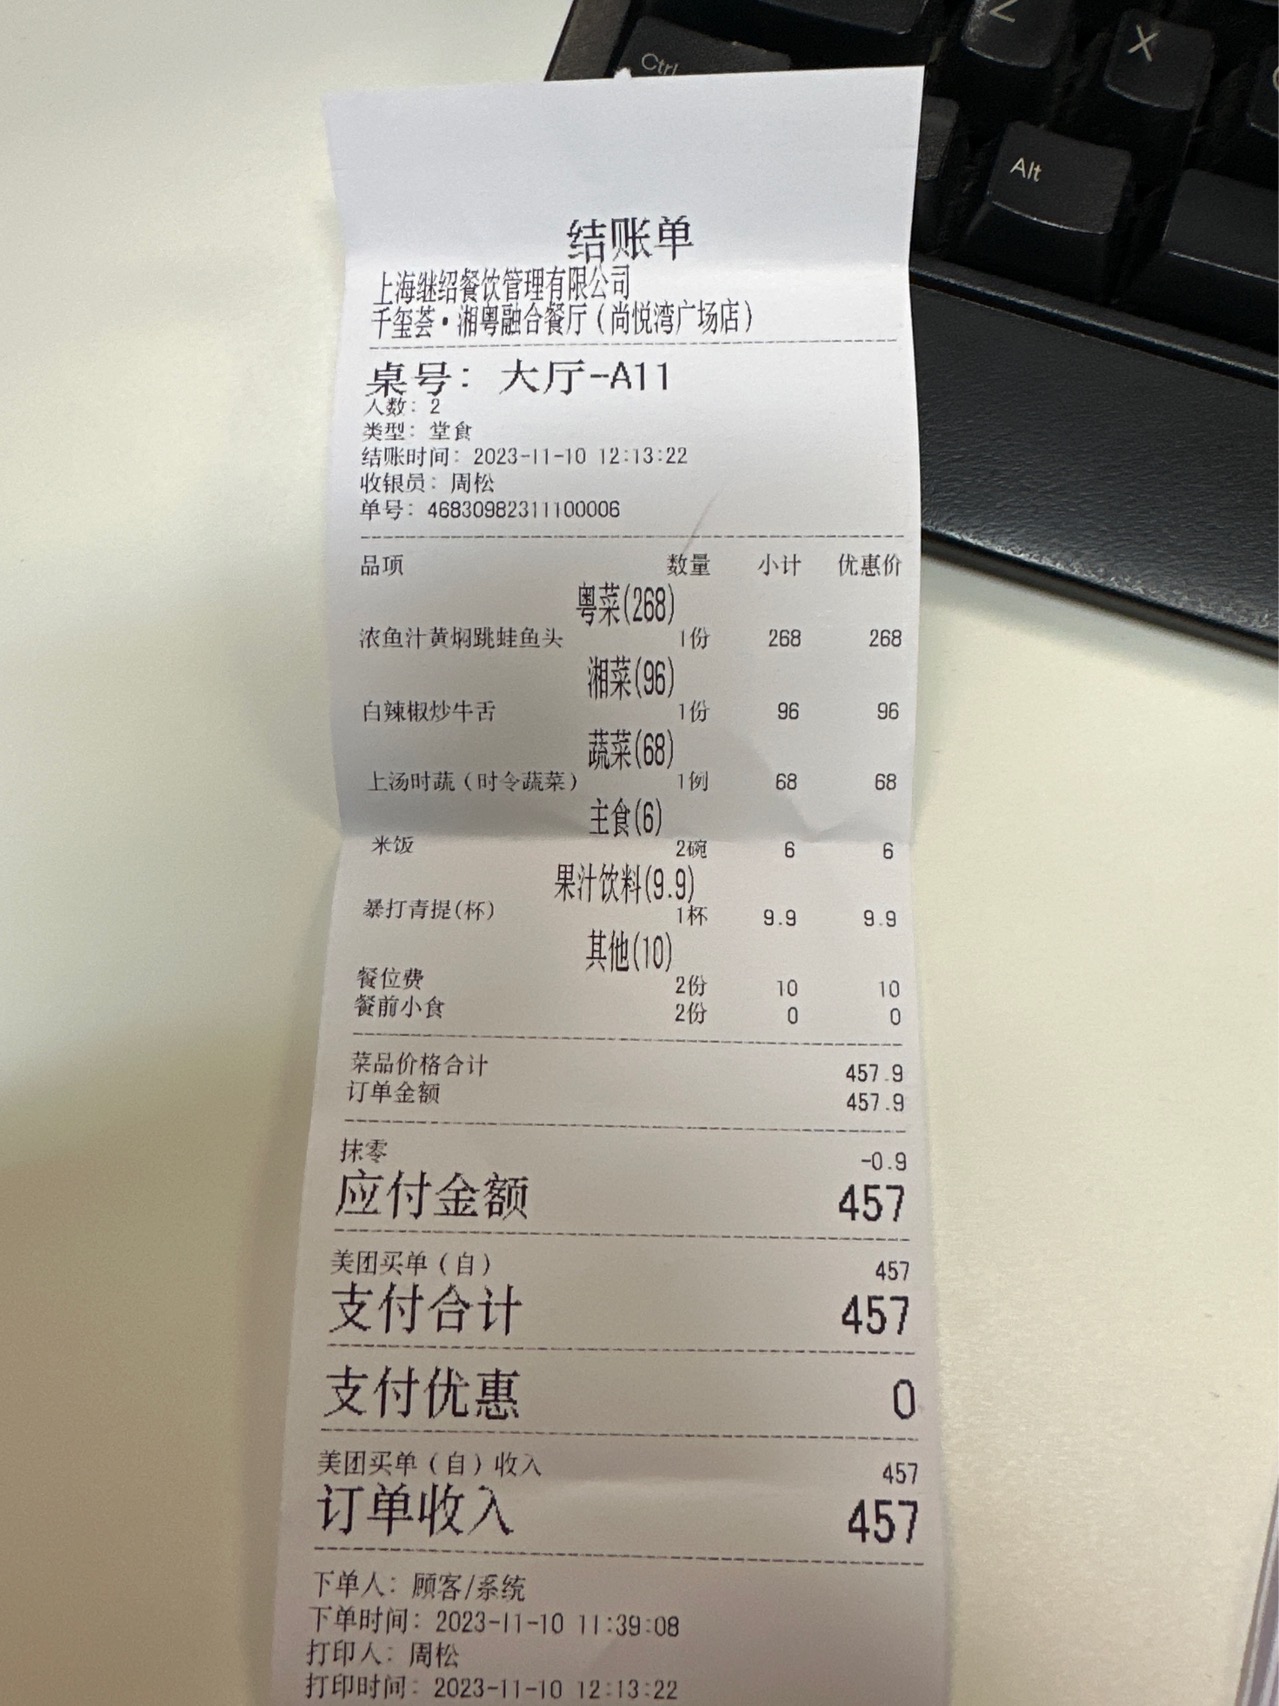 Ctrl
X
Alt
结账单
上海继绍餐饮管理有限公司
千玺荟·湘粤融合餐厅（尚悦湾广场店）
桌号: 大厅-A11
人数: 2
类型: 堂食
结账时间: 2023-11-10 12:13:22
收银员: 周松
单号: 46830982311100006
品项 数量 小计 优惠价
粤菜(268)
浓鱼汁黄焖跳蛙鱼头 1份 268 268
湘菜(96)
白辣椒炒牛舌 1份 96 96
蔬菜(68)
上汤时蔬（时令蔬菜） 1例 68 68
主食(6)
米饭 2碗 6 6
果汁饮料(9.9)
暴打青提(杯) 1杯 9.9 9.9
其他(10)
餐位费 2份 10 10
餐前小食 2份 0 0
菜品价格合计 457.9
订单金额 457.9
抹零 -0.9
应付金额 457
美团买单（自） 457
支付合计 457
支付优惠 0
美团买单（自）收入 457
订单收入 457
下单人: 顾客/系统
下单时间: 2023-11-10 11:39:08
打印人: 周松
打印时间: 2023-11-10 12:13:22